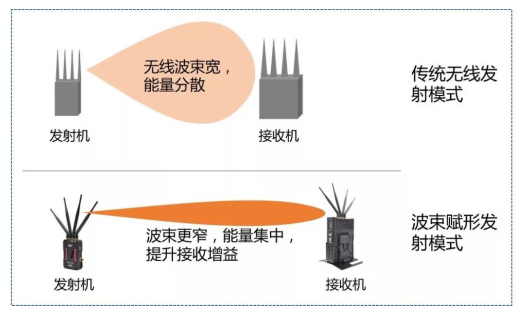 无线波束宽，
能量分散
传统无线发
射模式
发射机
接收机
波束更窄，能量集中，
提升接收增益
波束赋形发
射模式
发射机
接收机